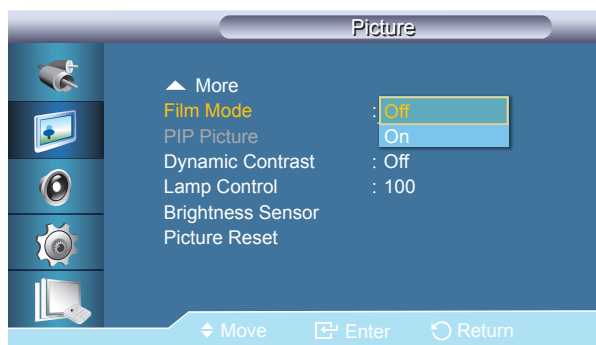 Picture
▲ More
Film Mode : Off
On
PIP Picture
Dynamic Contrast : Off
Lamp Control : 100
Brightness Sensor
Picture Reset
Move Enter Return